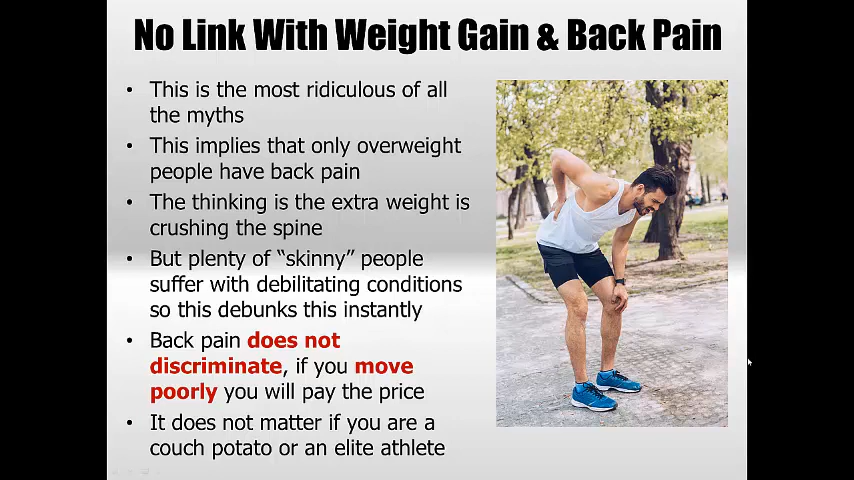 No Link With Weight Gain & Back Pain
• This is the most ridiculous of all
the myths
• This implies that only overweight
people have back pain
• The thinking is the extra weight is
crushing the spine
• But plenty of “skinny” people
suffer with debilitating conditions
so this debunks this instantly
• Back pain does not
discriminate, if you move
poorly you will pay the price
• It does not matter if you are a
couch potato or an elite athlete